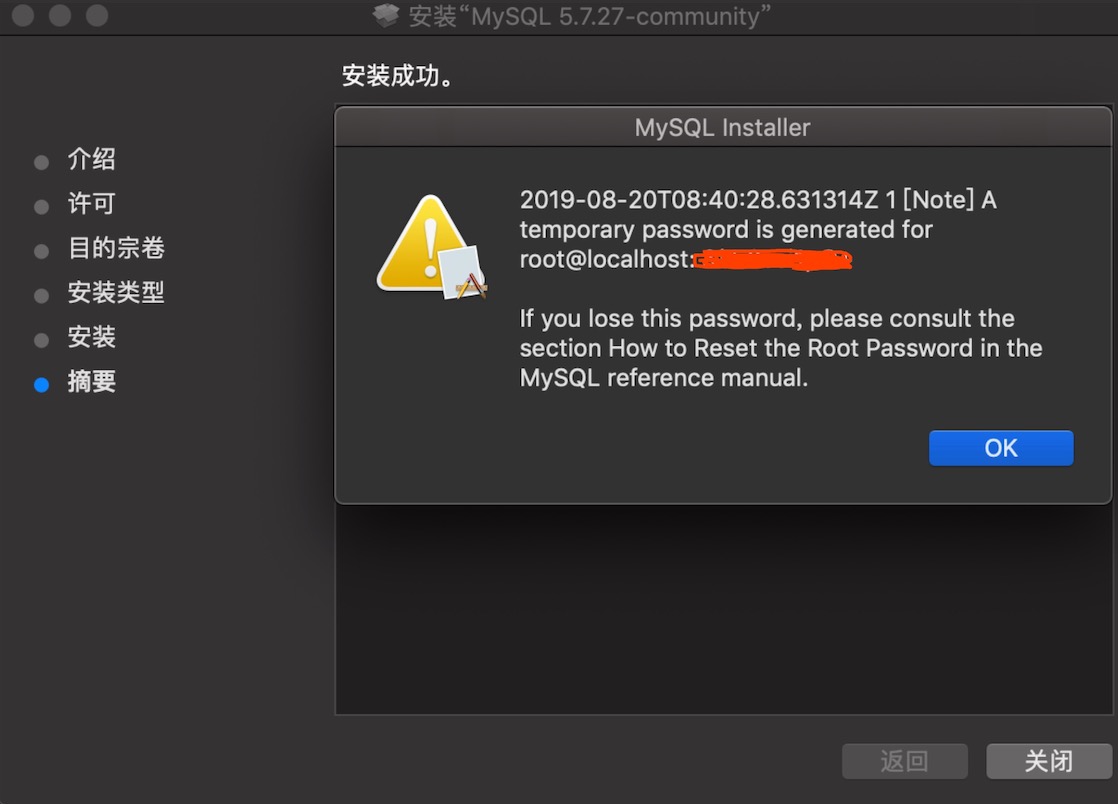 安装“MySQL 5.7.27-community”
安装成功。
MySQL Installer
介绍
许可
目的宗卷
安装类型
安装
摘要
2019-08-20T08:40:28.631314Z 1 [Note] A
temporary password is generated for
root@localhost:
If you lose this password, please consult the
section How to Reset the Root Password in the
MySQL reference manual.
OK
返回
关闭